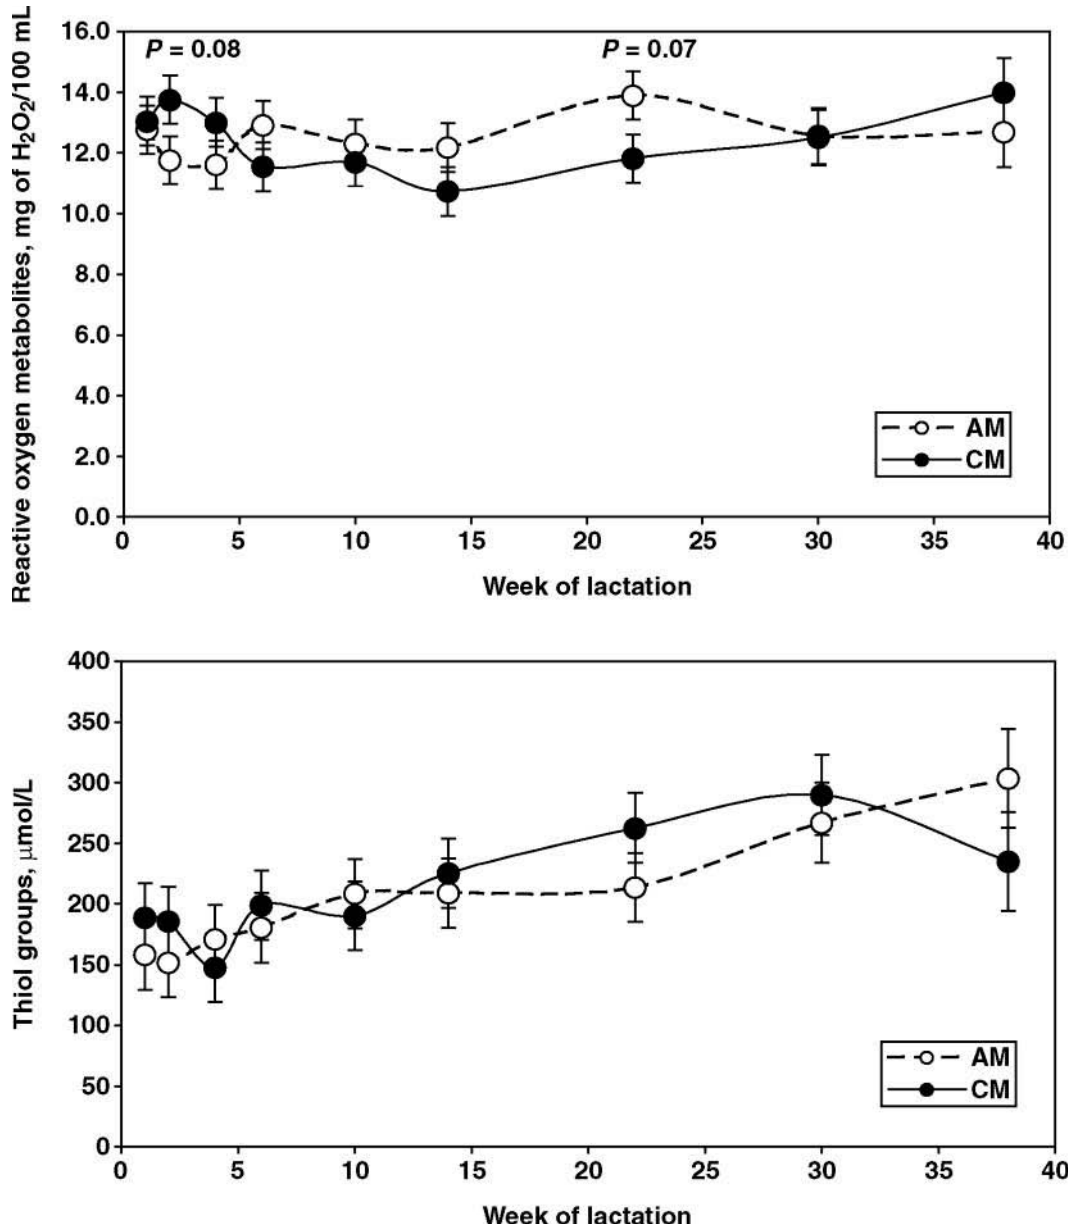 Reactive oxygen metabolites, mg of H₂O₂/100 mL
16.0
14.0
12.0
10.0
8.0
6.0
4.0
2.0
0.0
P = 0.08
P = 0.07
AM
CM
0 5 10 15 20 25 30 35 40
Week of lactation
Thiol groups, μmol/L
400
350
300
250
200
150
100
50
0
AM
CM
0 5 10 15 20 25 30 35 40
Week of lactation